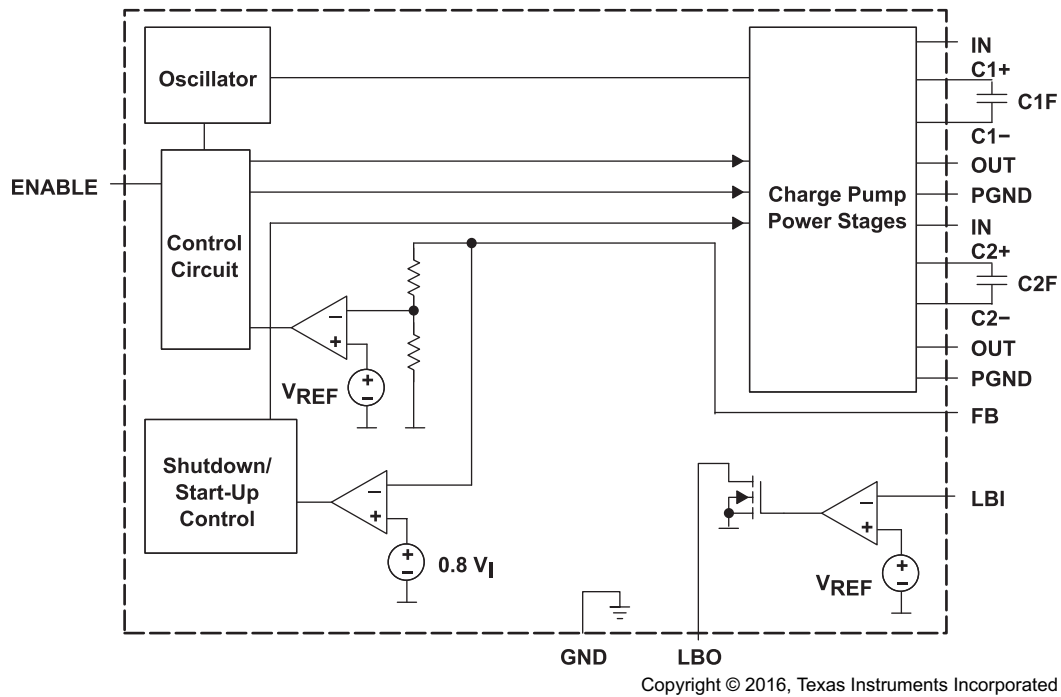 Oscillator
ENABLE
Control
Circuit
Charge Pump
Power Stages
IN
C1+
C1F
C1−
OUT
PGND
IN
C2+
C2F
C2−
OUT
PGND
FB
−
+
+
−
VREF
Shutdown/
Start-Up
Control
−
+
+
−
0.8 VI
LBI
−
+
+
−
VREF
GND
LBO
Copyright © 2016, Texas Instruments Incorporated